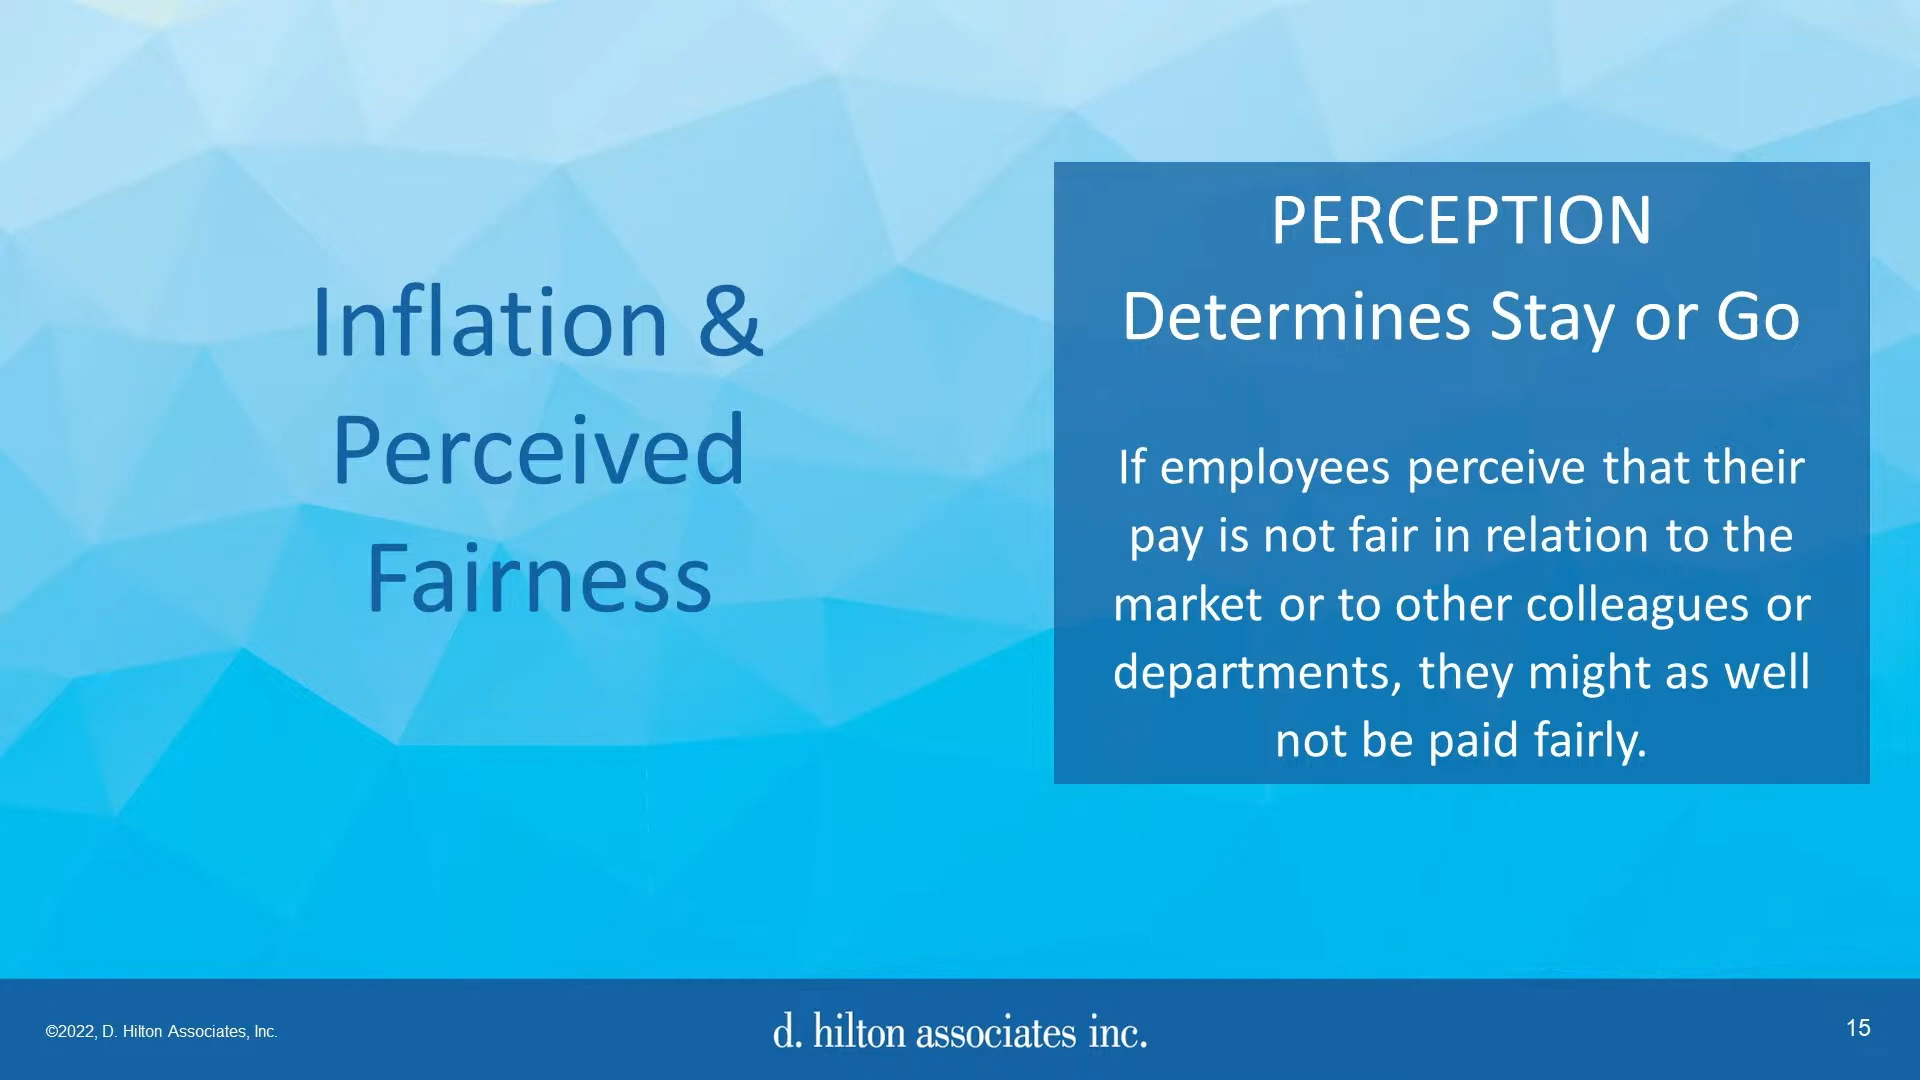 Inflation &
Perceived
Fairness
PERCEPTION
Determines Stay or Go
If employees perceive that their
pay is not fair in relation to the
market or to other colleagues or
departments, they might as well
not be paid fairly.
©2022, D. Hilton Associates, Inc.
d. hilton associates inc.
15